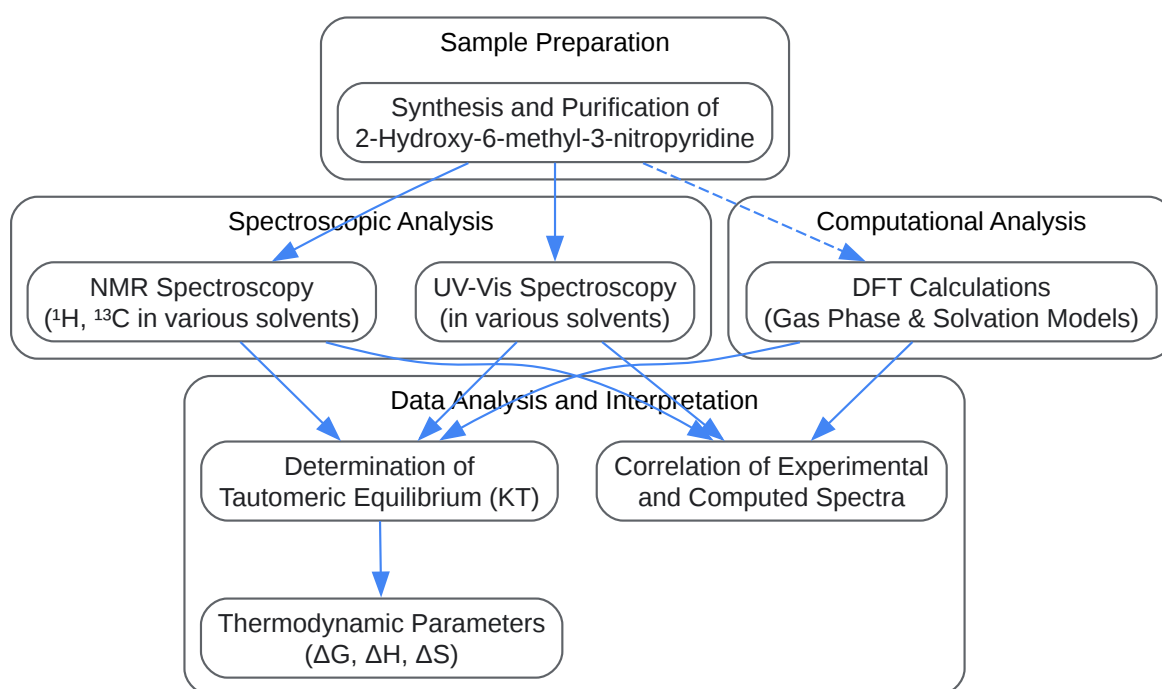 Sample Preparation
Synthesis and Purification of
2-Hydroxy-6-methyl-3-nitropyridine
Spectroscopic Analysis
Computational Analysis
NMR Spectroscopy
(¹H, ¹³C in various solvents)
UV-Vis Spectroscopy
(in various solvents)
DFT Calculations
(Gas Phase & Solvation Models)
Data Analysis and Interpretation
Determination of
Tautomeric Equilibrium (KT)
Correlation of Experimental
and Computed Spectra
Thermodynamic Parameters
(ΔG, ΔH, ΔS)